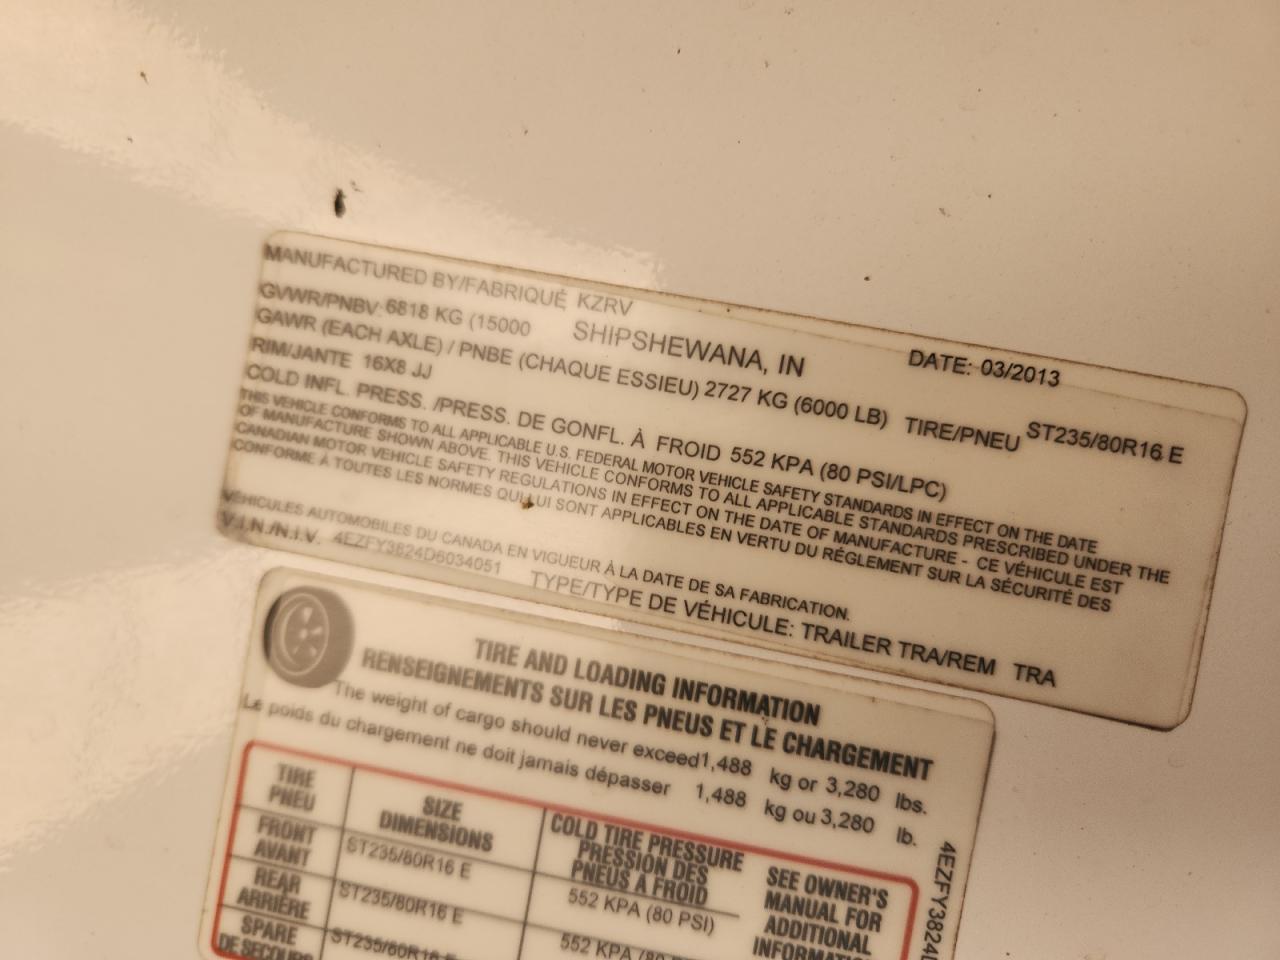 MANUFACTURED BY/FABRIQUÉ KZRV
SHIPSHEWANA, IN DATE: 03/2013
GVWR/PNBV: 6818 KG (15000
GAWR (EACH AXLE) / PNBE (CHAQUE ESSIEU) 2727 KG (6000 LB) TIRE/PNEU ST235/80R16 E
RIM/JANTE 16X8 JJ
COLD INFL. PRESS. /PRESS. DE GONFL. À FROID 552 KPA (80 PSI/LPC)
THIS VEHICLE CONFORMS TO ALL APPLICABLE U.S. FEDERAL MOTOR VEHICLE SAFETY STANDARDS IN EFFECT ON THE DATE
OF MANUFACTURE SHOWN ABOVE. THIS VEHICLE CONFORMS TO ALL APPLICABLE STANDARDS PRESCRIBED UNDER THE
CANADIAN MOTOR VEHICLE SAFETY REGULATIONS IN EFFECT ON THE DATE OF MANUFACTURE - CE VÉHICULE EST
CONFORME À TOUTES LES NORMES QUI LUI SONT APPLICABLES EN VERTU DU RÉGLEMENT SUR LA SÉCURITÉ DES
VÉHICULES AUTOMOBILES DU CANADA EN VIGUEUR À LA DATE DE SA FABRICATION.
V.I.N./N.I.V. 4EZFY3824D6034051 TYPE/TYPE DE VÉHICULE: TRAILER TRA/REM TRA
TIRE AND LOADING INFORMATION
RENSEIGNEMENTS SUR LES PNEUS ET LE CHARGEMENT
The weight of cargo should never exceed 1,488 kg or 3,280 lbs.
Le poids du chargement ne doit jamais dépasser 1,488 kg ou 3,280 lb.
TIRE
PNEU
SIZE
DIMENSIONS
COLD TIRE PRESSURE
PRESSION DES
PNEUS A FROID
SEE OWNER'S
MANUAL FOR
ADDITIONAL
FRONT
AVANT
ST235/80R16 E
552 KPA (80 PSI)
REAR
ARRIÈRE
ST235/80R16 E
552 KPA (80
SPARE
DE SECOURS
ST235/80R16 E
4EZFY3824D